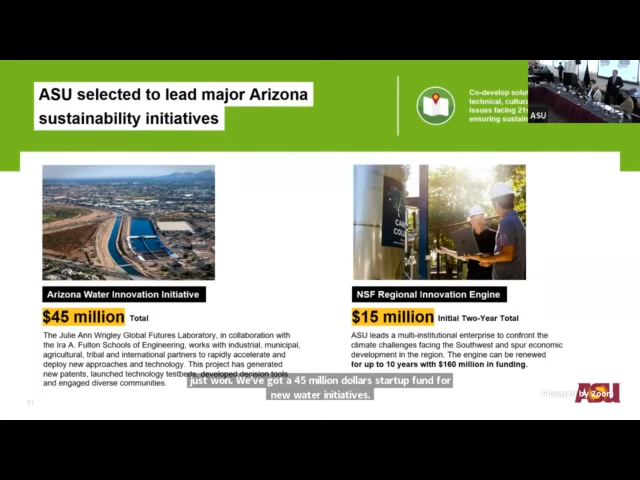 ASU selected to lead major Arizona
sustainability initiatives
Co-develop
technical,
issues facing
ASU
Arizona Water Innovation Initiative
$45 million Total
The Julie Ann Wrigley Global Futures Laboratory, in collaboration with
the Ira A. Fulton Schools of Engineering, works with industrial, municipal,
agricultural, tribal and international partners to rapidly accelerate and
deploy new approaches and technology. This project has generated
new patents, launched technology testbeds, developed decision tools
and engaged diverse communities.
NSF Regional Innovation Engine
$15 million Initial Two-Year Total
ASU leads a multi-institutional enterprise to confront the
climate challenges facing the Southwest and spur economic
development in the region. The engine can be renewed
for up to 10 years with $160 million in funding.
just won. We've got a 45 million dollars startup fund for
new water initiatives.
Powered by Zoom
ASU